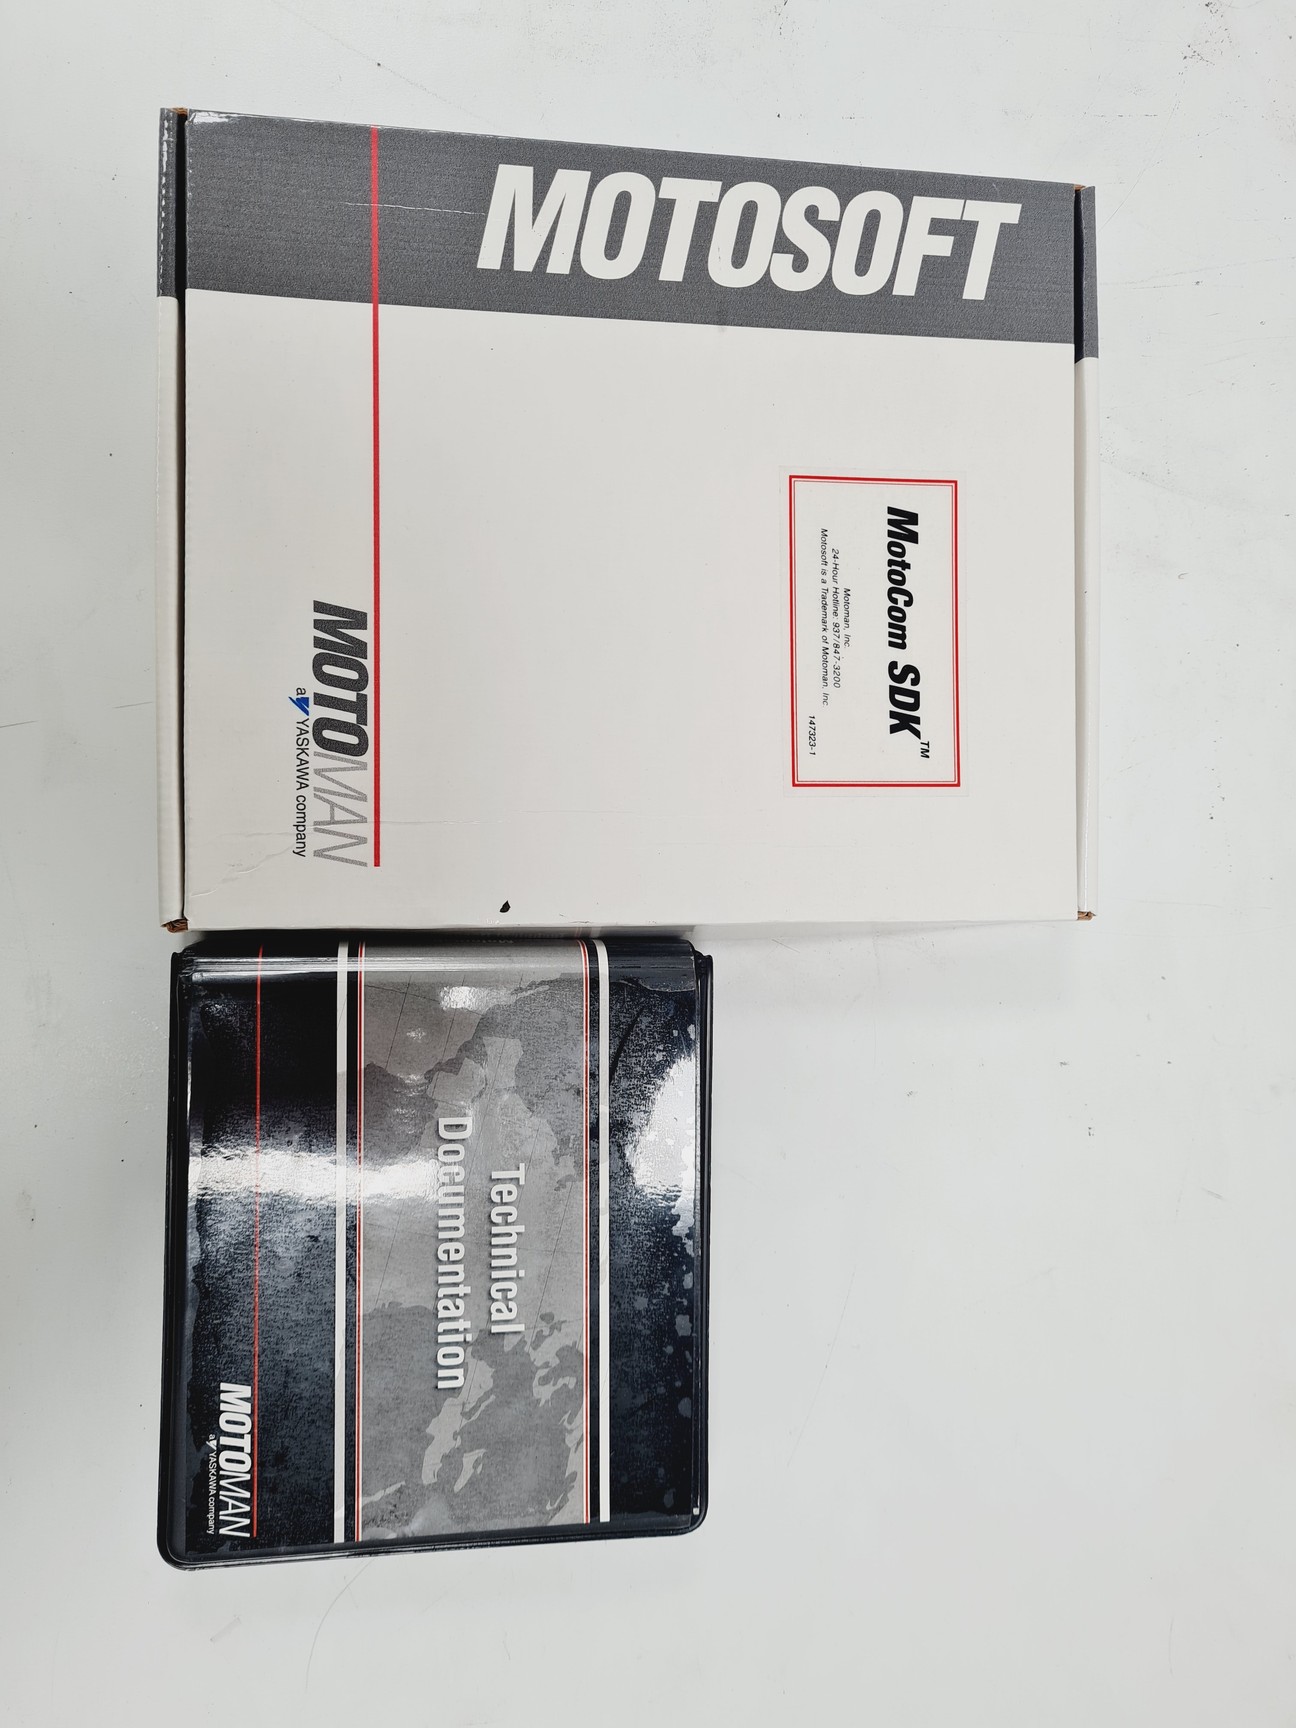 MOTOSOFT
MotoCom SDK™
Motoman, Inc.
24-Hour Hotline: 937/847-3200
Motosoft is a Trademark of Motoman, Inc.
147323-1
MOTOMAN
a YASKAWA company
Technical
Documentation
MOTOMAN
a YASKAWA company